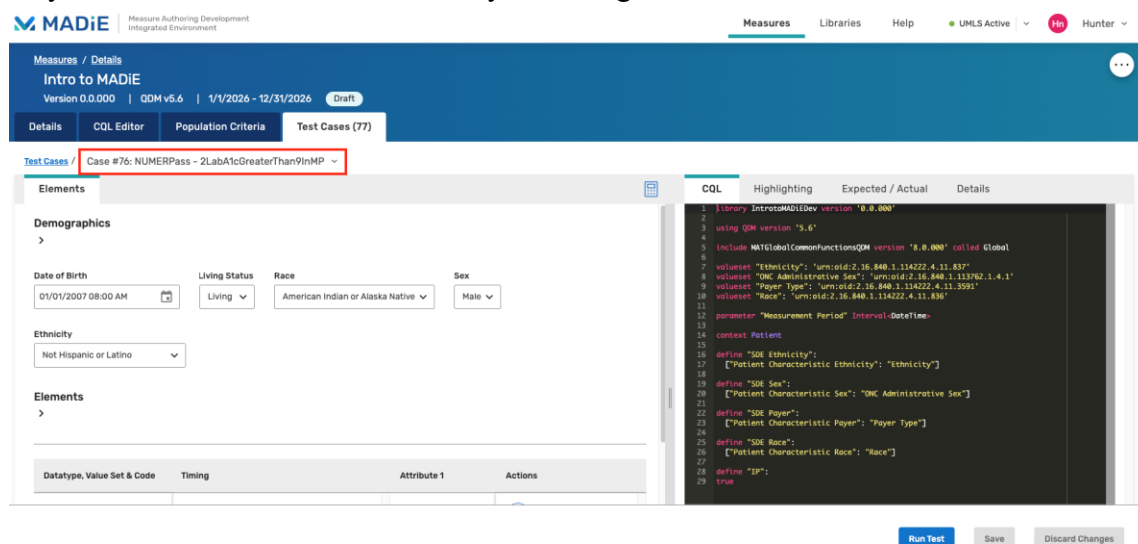 MADiE
Measure Authoring Development
Integrated Environment
Measures
Libraries
Help
UMLS Active
Hn
Hunter
Measures / Details
Intro to MADiE
Version 0.0.000 | QDM v5.6 | 1/1/2026 - 12/31/2026 Draft
Details
CQL Editor
Population Criteria
Test Cases (77)
Test Cases / Case #76: NUMERPass - 2LabA1cGreaterThan9InMP
Elements
Demographics
Date of Birth
Living Status
Race
Sex
01/01/2007 08:00 AM
Living
American Indian or Alaska Native
Male
Ethnicity
Not Hispanic or Latino
Elements
Datatype, Value Set & Code
Timing
Attribute 1
Actions
CQL
Highlighting
Expected / Actual
Details
1 library IntrotoMADiEDev version '0.0.000'
2
3 using QDM version '5.6'
4
5 include MATGlobalCommonFunctionsQDM version '8.0.000' called Global
6
7 valueset "Ethnicity": 'urn:oid:2.16.840.1.114222.4.11.837'
8 valueset "ONC Administrative Sex": 'urn:oid:2.16.840.1.113762.1.4.1'
9 valueset "Payer Type": 'urn:oid:2.16.840.1.114222.4.11.3591'
10 valueset "Race": 'urn:oid:2.16.840.1.114222.4.11.836'
11
12 parameter "Measurement Period" Interval<DateTime>
13
14 context Patient
15
16 define "SDE Ethnicity":
17 ["Patient Characteristic Ethnicity": "Ethnicity"]
18
19 define "SDE Sex":
20 ["Patient Characteristic Sex": "ONC Administrative Sex"]
21
22 define "SDE Payer":
23 ["Patient Characteristic Payer": "Payer Type"]
24
25 define "SDE Race":
26 ["Patient Characteristic Race": "Race"]
27
28 define "IP":
29 true
Run Test
Save
Discard Changes